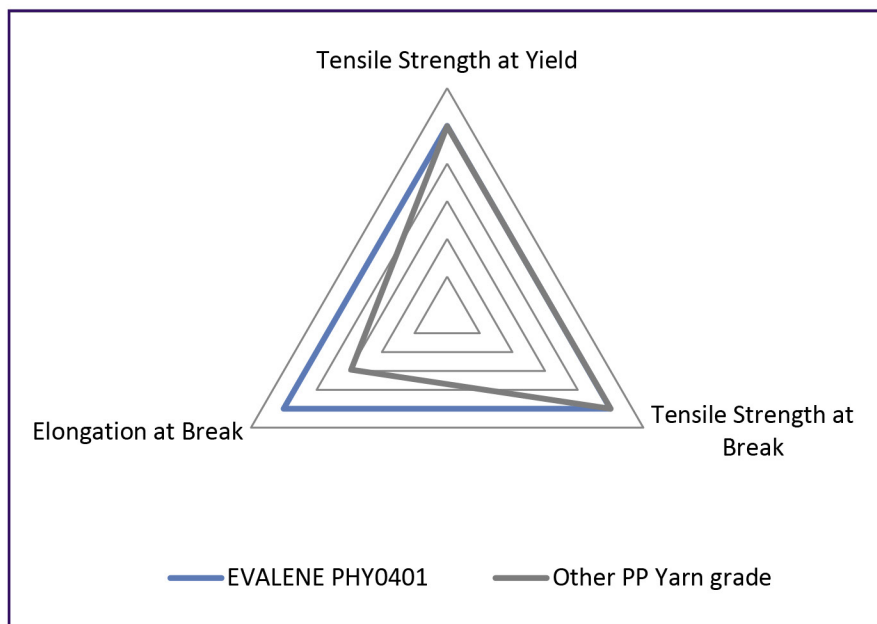 Tensile Strength at Yield
Elongation at Break
Tensile Strength at
Break
EVALENE PHY0401
Other PP Yarn grade